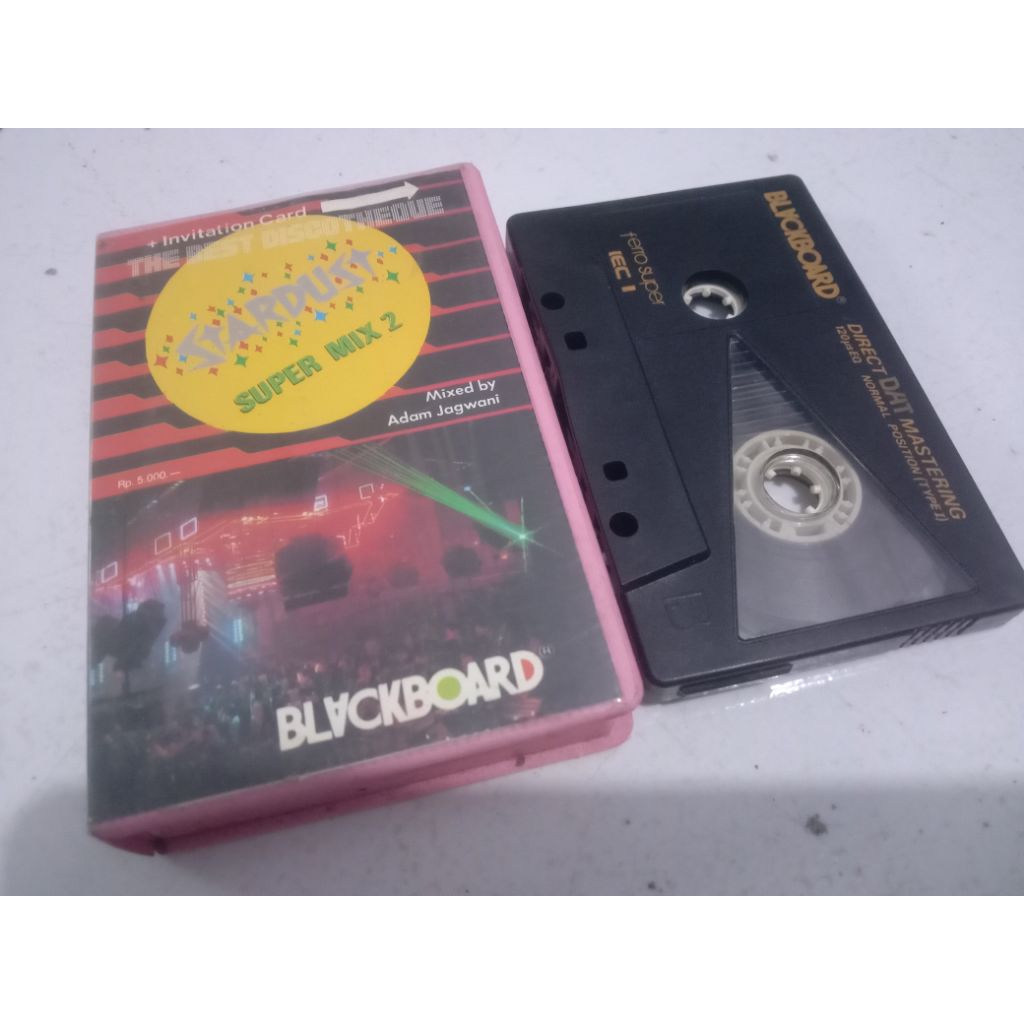 + Invitation Card
THE BEST DISCOTHEQUE
STARDUST
SUPER MIX 2
Mixed by
Adam Jagwani
Rp. 5.000.—
BLACKBOARD
BLACKBOARD®
ferro super
IEC I
DIRECT DAT MASTERING
120µsEQ NORMAL POSITION (TYPE I)